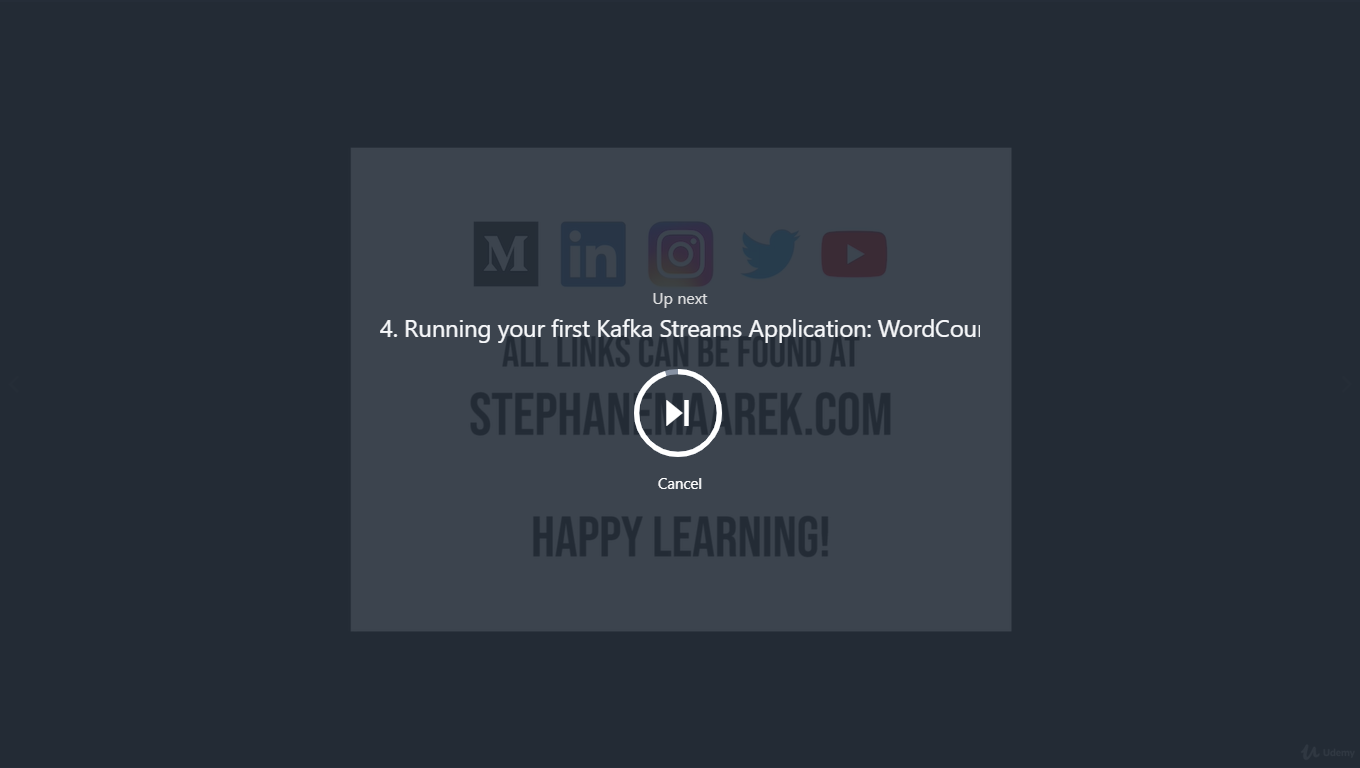 Up next
4. Running your first Kafka Streams Application: WordCou
ALL LINKS CAN BE FOUND AT
STEPHANEMAAREK.COM
Cancel
HAPPY LEARNING!
Udemy